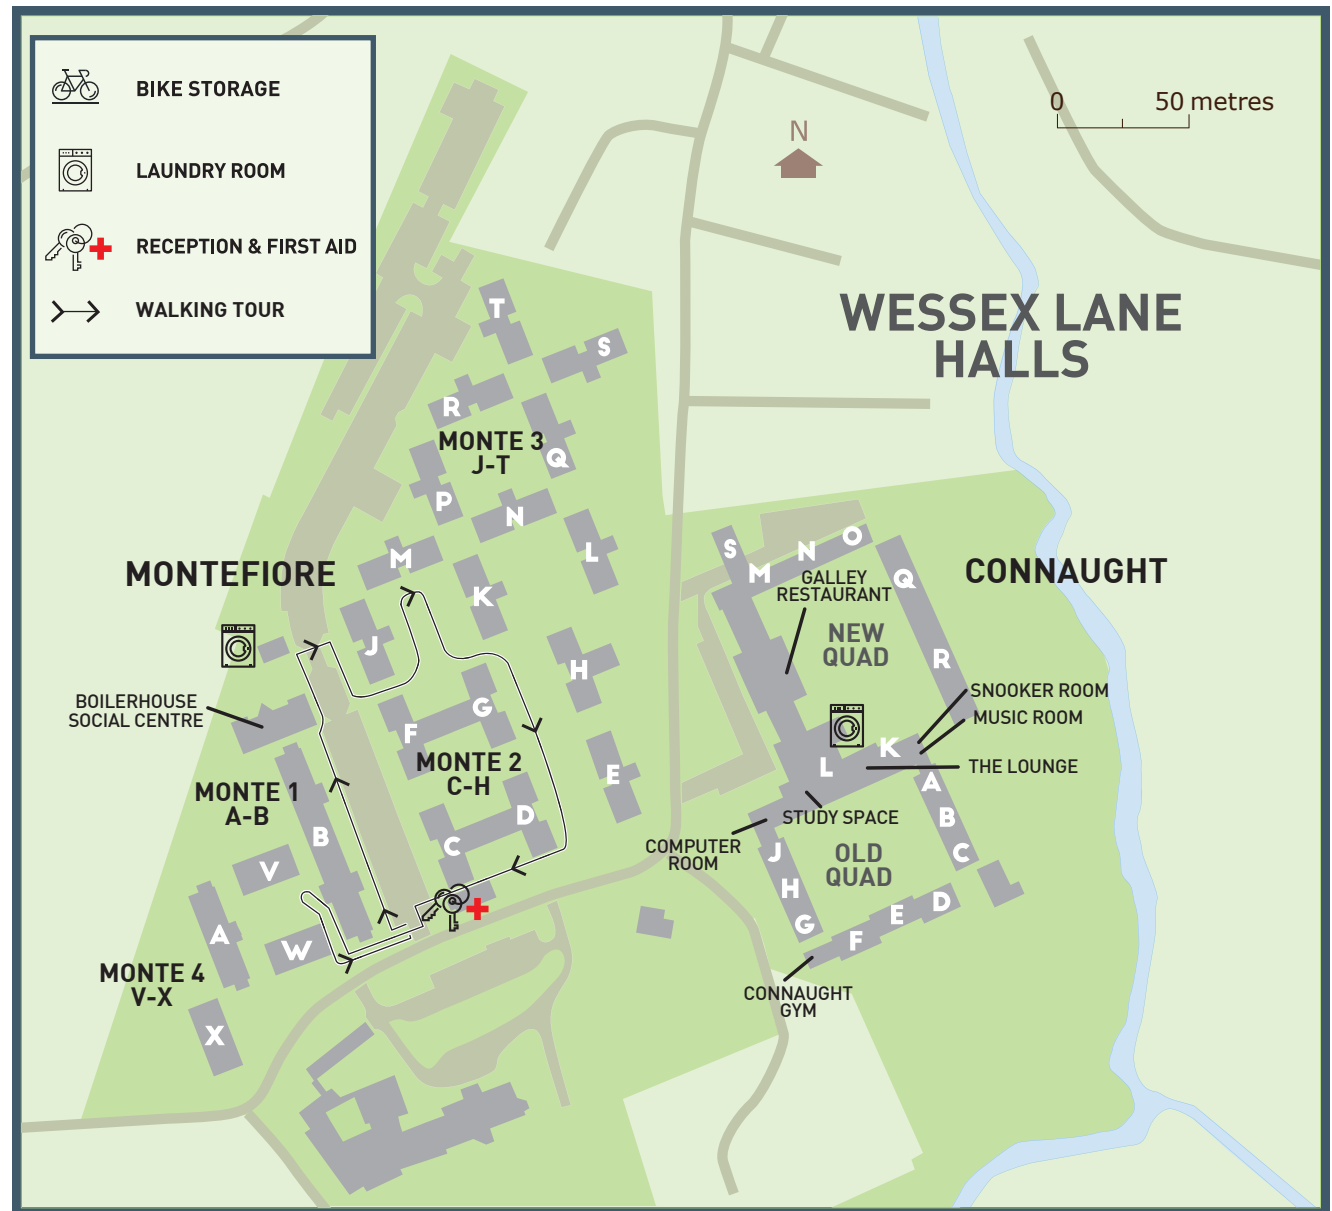 BIKE STORAGE
LAUNDRY ROOM
RECEPTION & FIRST AID
WALKING TOUR
0 50 metres
N
WESSEX LANE
HALLS
T
S
R
MONTE 3
J-T
Q
P
N
L
M
K
J
H
G
F
E
MONTEFIORE
BOILERHOUSE
SOCIAL CENTRE
MONTE 2
C-H
D
C
MONTE 1
A-B
B
V
A
W
MONTE 4
V-X
X
CONNAUGHT
S
M
N
O
Q
GALLEY
RESTAURANT
NEW
QUAD
R
SNOOKER ROOM
MUSIC ROOM
K
L
THE LOUNGE
A
B
C
STUDY SPACE
COMPUTER
ROOM
J
OLD
QUAD
H
G
F
E
D
CONNAUGHT
GYM